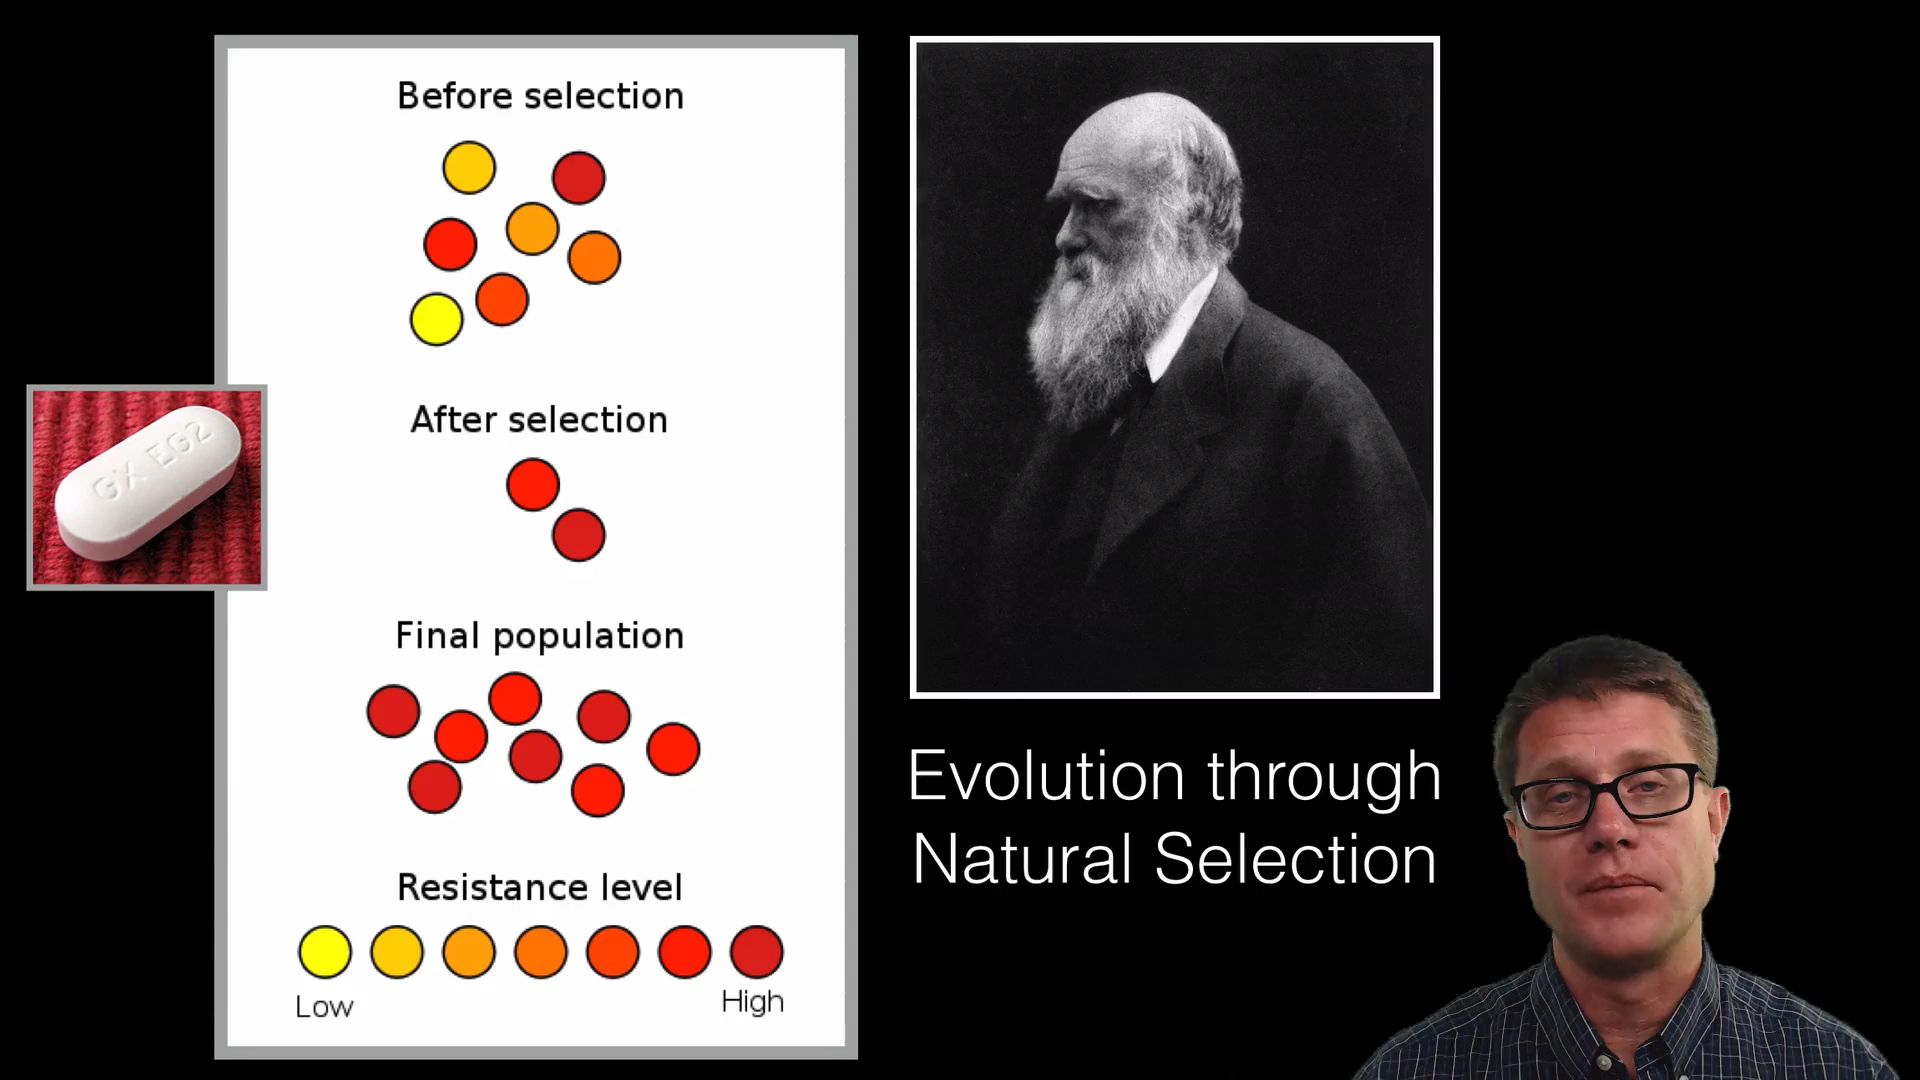 Before selection
After selection
GX EG2
Final population
Resistance level
Low
High
Evolution through
Natural Selection